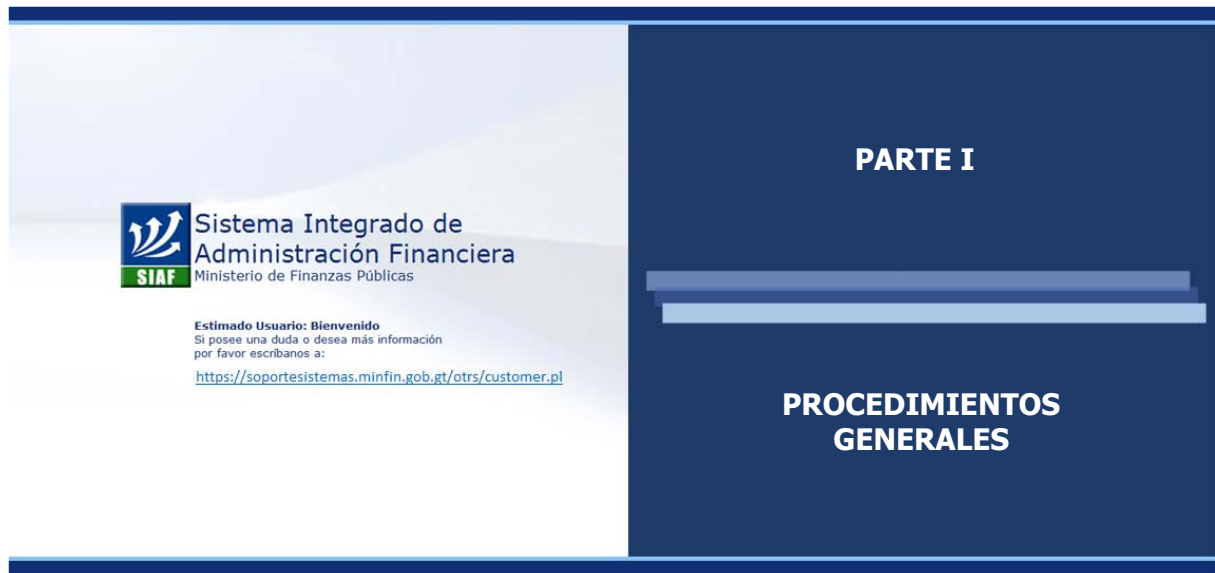 Sistema Integrado de
Administración Financiera
SIAF
Ministerio de Finanzas Públicas
Estimado Usuario: Bienvenido
Si posee una duda o desea más información
por favor escríbanos a:
https://soportesistemas.minfin.gob.gt/otrs/customer.pl
PARTE I
PROCEDIMIENTOS
GENERALES